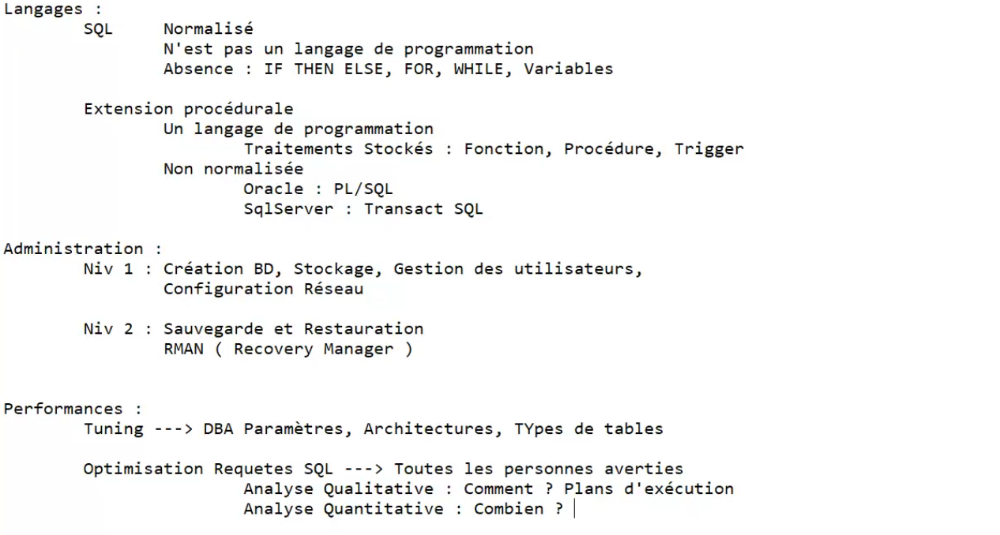 Langages :
SQL Normalisé
N'est pas un langage de programmation
Absence : IF THEN ELSE, FOR, WHILE, Variables
Extension procédurale
Un langage de programmation
Traitements Stockés : Fonction, Procédure, Trigger
Non normalisée
Oracle : PL/SQL
SqlServer : Transact SQL
Administration :
Niv 1 : Création BD, Stockage, Gestion des utilisateurs,
Configuration Réseau
Niv 2 : Sauvegarde et Restauration
RMAN ( Recovery Manager )
Performances :
Tuning ---> DBA Paramètres, Architectures, TYpes de tables
Optimisation Requetes SQL ---> Toutes les personnes averties
Analyse Qualitative : Comment ? Plans d'exécution
Analyse Quantitative : Combien ?